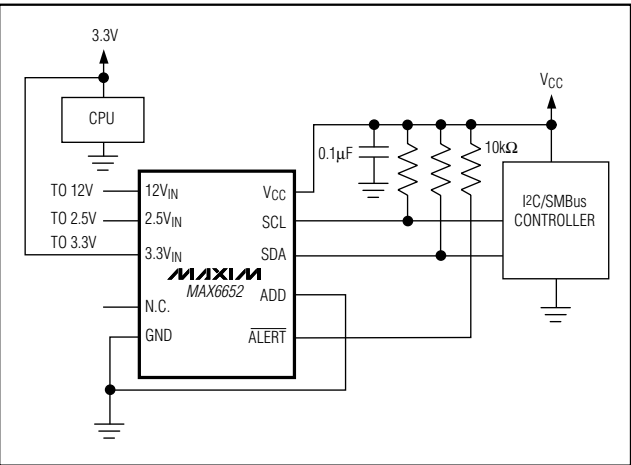 3.3V
CPU
VCC
0.1μF
10kΩ
I2C/SMBus
CONTROLLER
TO 12V
TO 2.5V
TO 3.3V
12VIN
2.5VIN
3.3VIN
N.C.
GND
MAXIM
MAX6652
VCC
SCL
SDA
ADD
ALERT